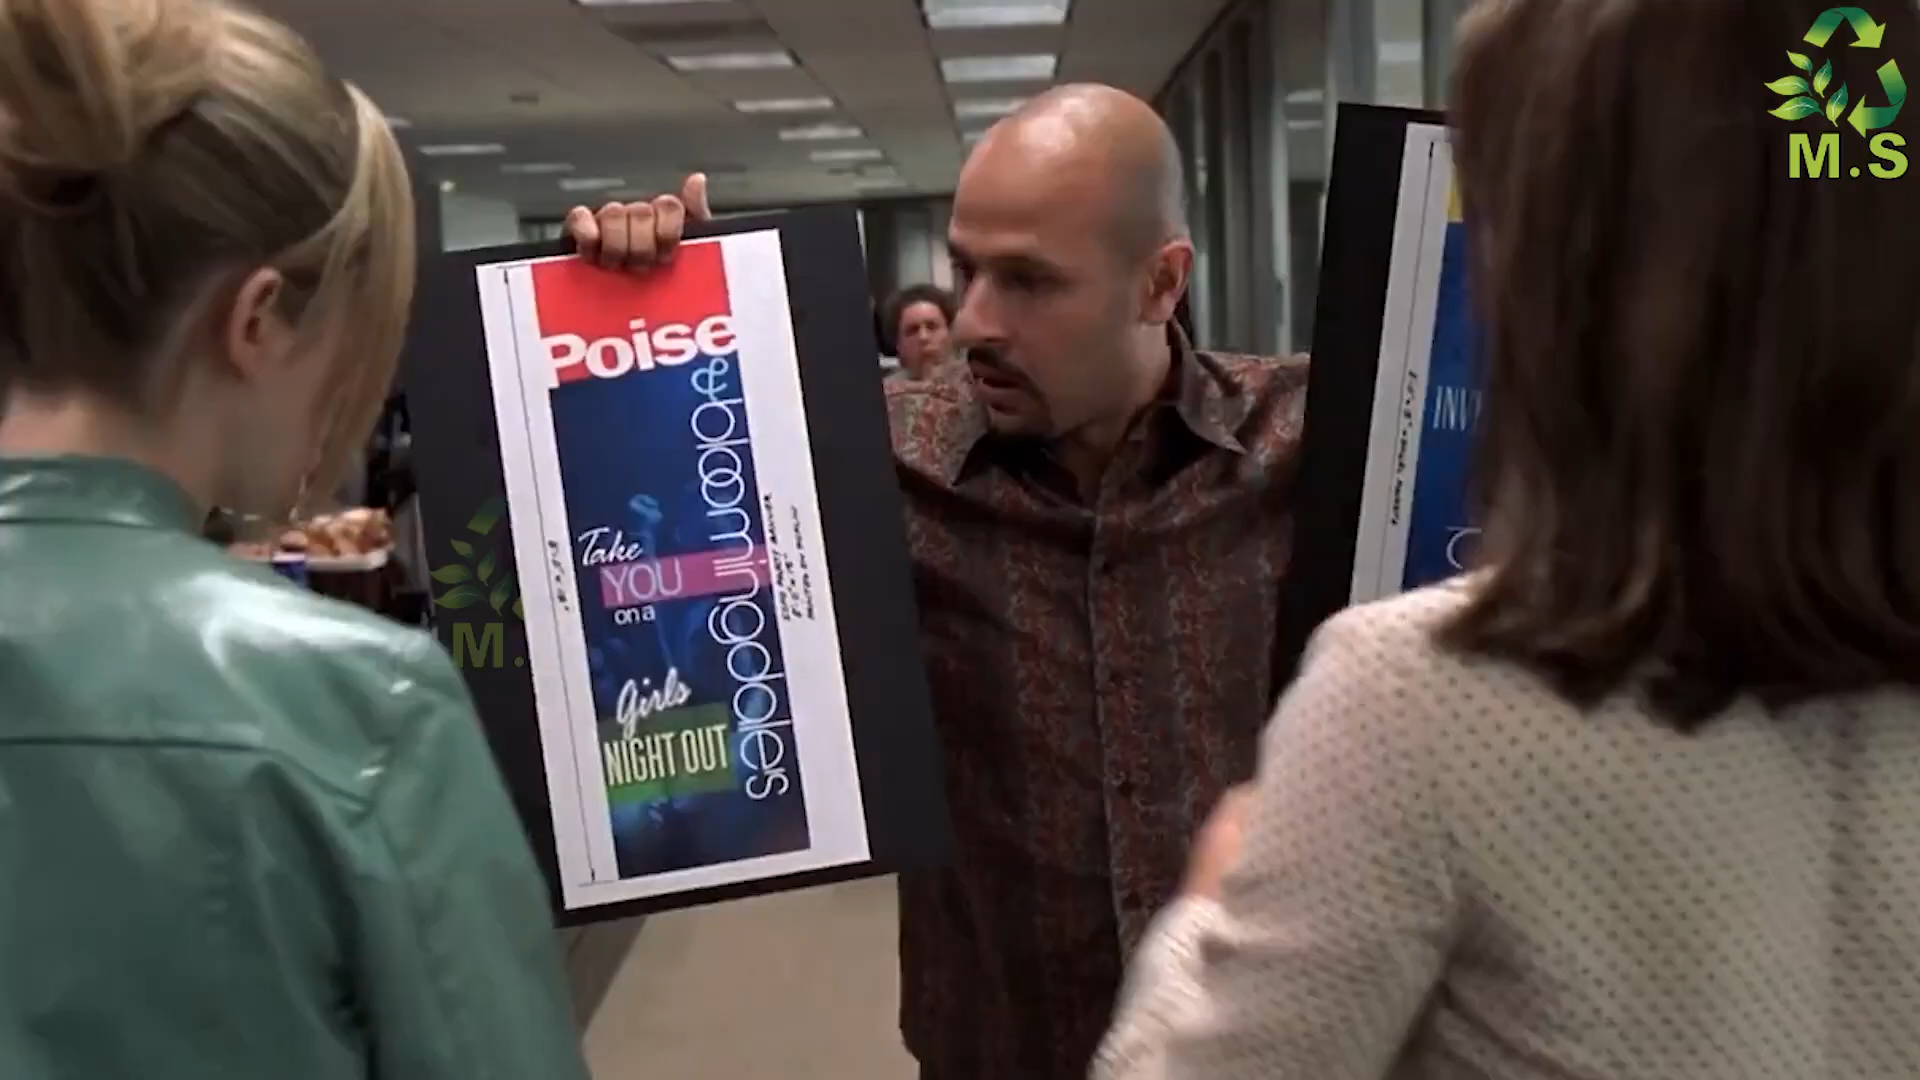 M.S
Poise
& bloomingdales
Take
YOU
on a
Girls
NIGHT OUT
INV
M.